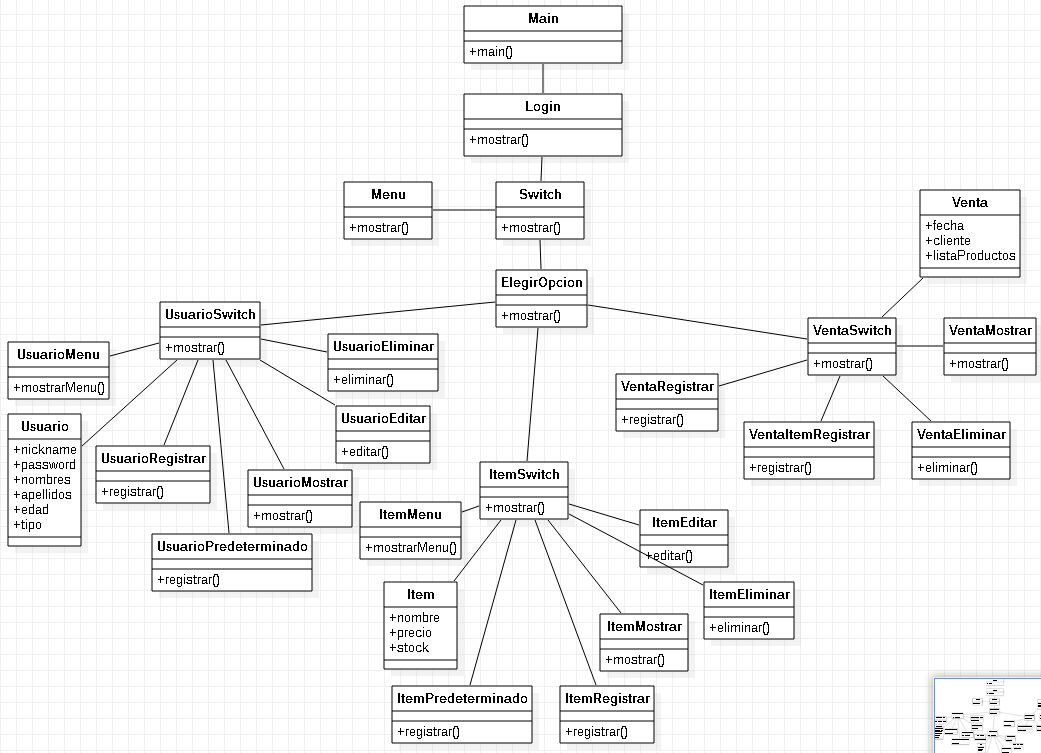 Main
+main()
Login
+mostrar()
Menu
+mostrar()
Switch
+mostrar()
Venta
+fecha
+cliente
+listaProductos
ElegirOpcion
+mostrar()
UsuarioSwitch
+mostrar()
VentaSwitch
+mostrar()
VentaMostrar
+mostrar()
UsuarioMenu
+mostrarMenu()
UsuarioEliminar
+eliminar()
VentaRegistrar
+registrar()
Usuario
+nickname
+password
+nombres
+apellidos
+edad
+tipo
UsuarioEditar
+editar()
VentaItemRegistrar
+registrar()
VentaEliminar
+eliminar()
UsuarioRegistrar
+registrar()
UsuarioMostrar
+mostrar()
ItemSwitch
+mostrar()
ItemMenu
+mostrarMenu()
ItemEditar
+editar()
UsuarioPredeterminado
+registrar()
Item
+nombre
+precio
+stock
ItemEliminar
+eliminar()
ItemMostrar
+mostrar()
ItemPredeterminado
+registrar()
ItemRegistrar
+registrar()